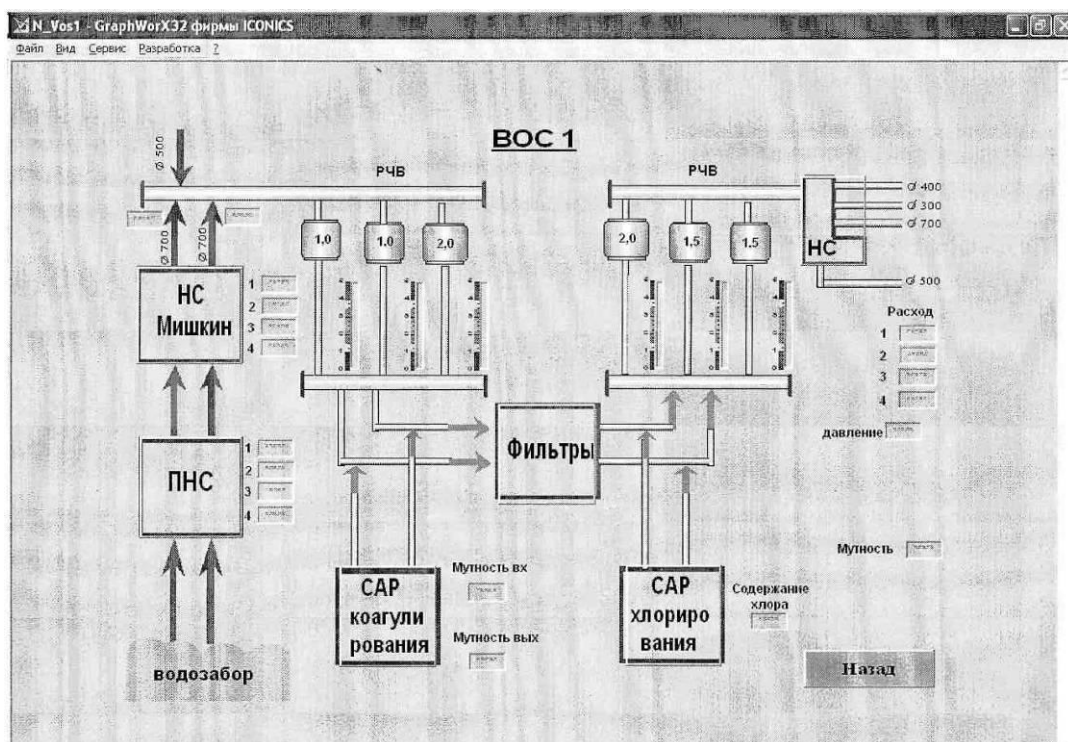 N_Vos1 - GraphWorX32 фирмы ICONICS
Файл Вид Сервис Разработка ?
ВОС 1
Ø 500
РЧВ
РЧВ
Ø 400
Ø 300
Ø 700
НС
Ø 500
Ø 700
Ø 700
1,0
1,0
2,0
2,0
1,5
1,5
НС
Мишкин
1
2
3
4
Расход
1
2
3
4
давление
ПНС
1
2
3
4
Фильтры
Мутность
САР
коагули
рования
Мутность вх
Мутность вых
САР
хлориро
вания
Содержание
хлора
водозабор
Назад